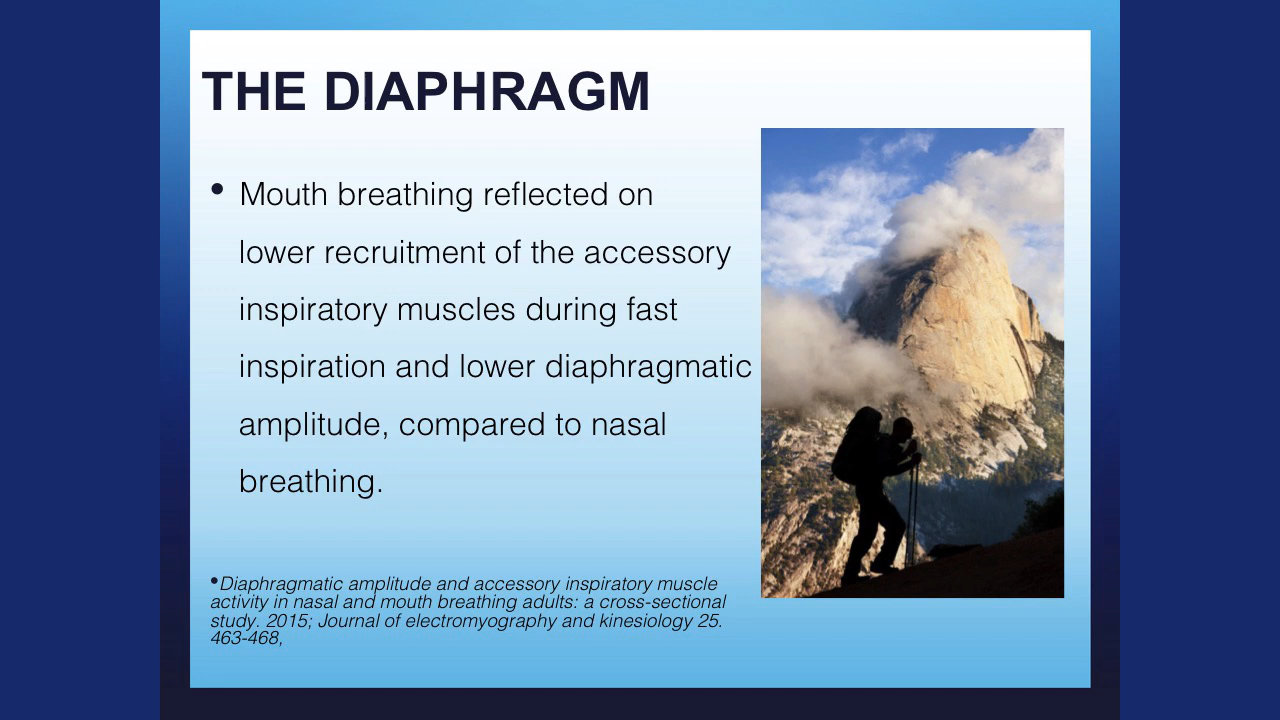 THE DIAPHRAGM
• Mouth breathing reflected on
lower recruitment of the accessory
inspiratory muscles during fast
inspiration and lower diaphragmatic
amplitude, compared to nasal
breathing.
•Diaphragmatic amplitude and accessory inspiratory muscle
activity in nasal and mouth breathing adults: a cross-sectional
study. 2015; Journal of electromyography and kinesiology 25.
463-468,